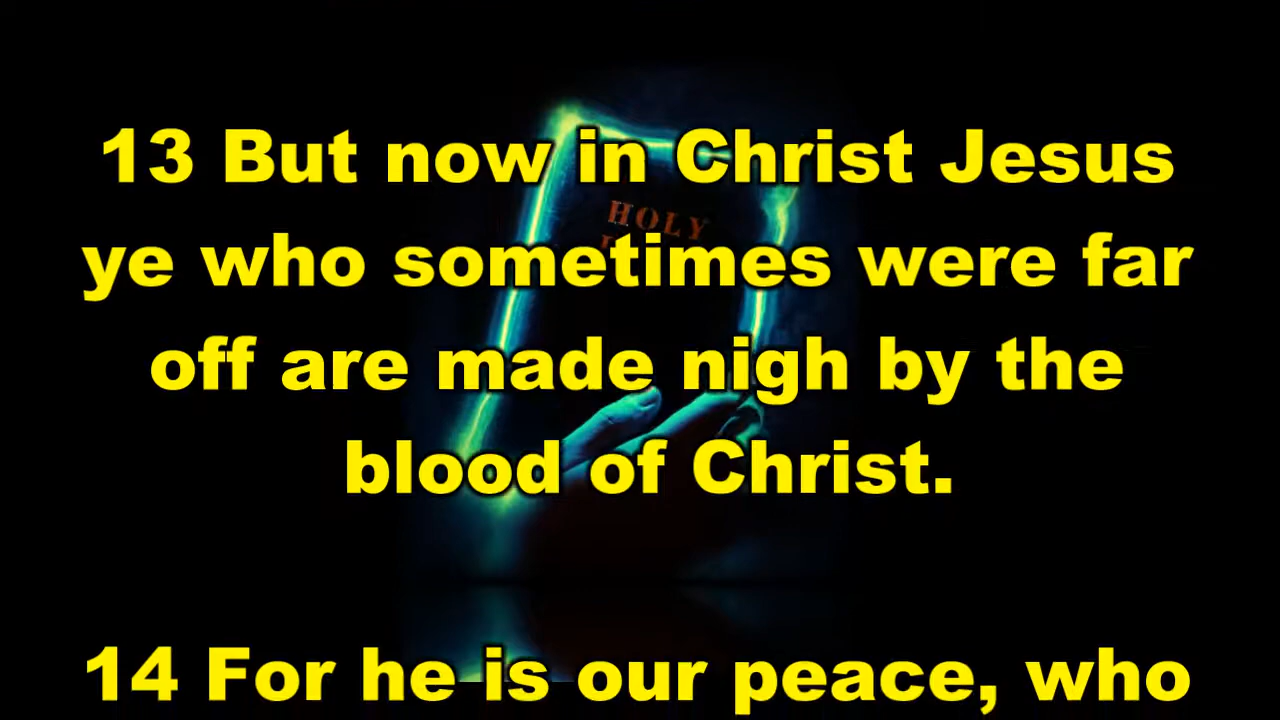 13 But now in Christ Jesus
ye who sometimes were far
off are made nigh by the
blood of Christ.
14 For he is our peace, who
HOLY